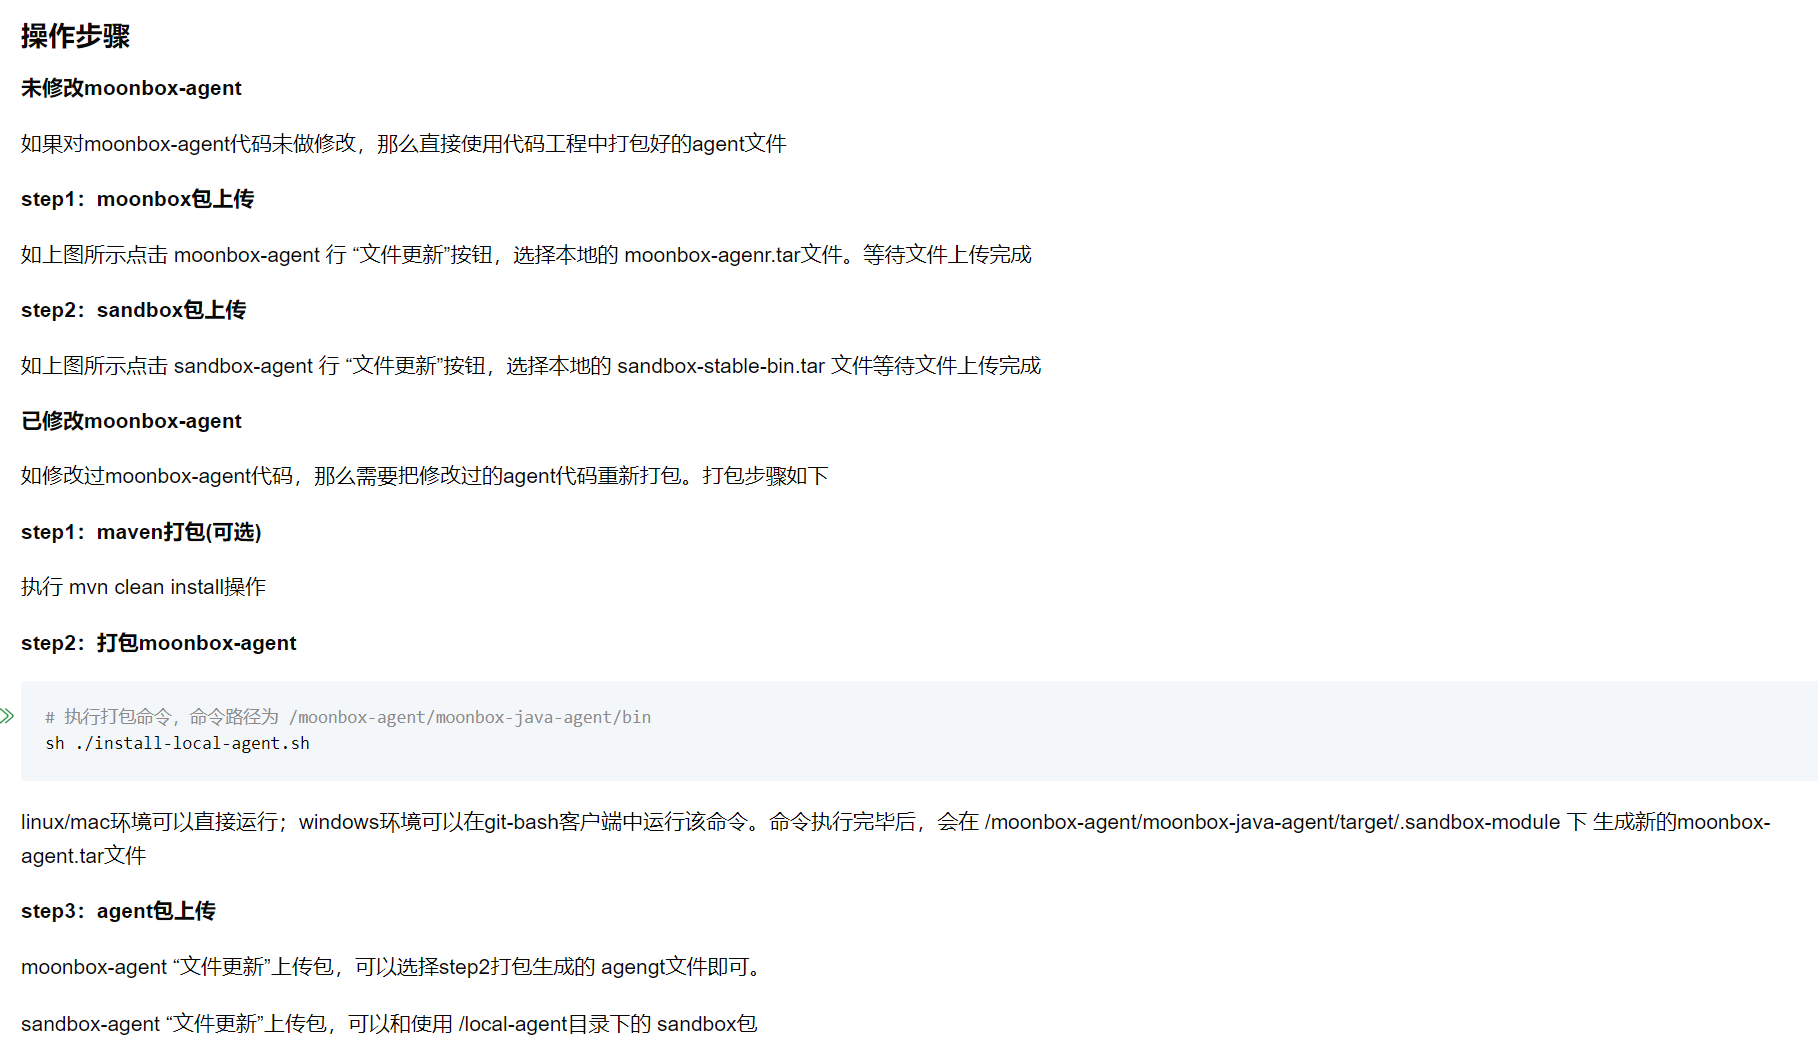 操作步骤
未修改moonbox-agent
如果对moonbox-agent代码未做修改，那么直接使用代码工程中打包好的agent文件
step1：moonbox包上传
如上图所示点击 moonbox-agent 行 “文件更新”按钮，选择本地的 moonbox-agenr.tar文件。等待文件上传完成
step2：sandbox包上传
如上图所示点击 sandbox-agent 行 “文件更新”按钮，选择本地的 sandbox-stable-bin.tar 文件等待文件上传完成
已修改moonbox-agent
如修改过moonbox-agent代码，那么需要把修改过的agent代码重新打包。打包步骤如下
step1：maven打包(可选)
执行 mvn clean install操作
step2：打包moonbox-agent
# 执行打包命令，命令路径为 /moonbox-agent/moonbox-java-agent/bin
sh ./install-local-agent.sh
linux/mac环境可以直接运行；windows环境可以在git-bash客户端中运行该命令。命令执行完毕后，会在 /moonbox-agent/moonbox-java-agent/target/.sandbox-module 下 生成新的moonbox-
agent.tar文件
step3：agent包上传
moonbox-agent “文件更新”上传包，可以选择step2打包生成的 agengt文件即可。
sandbox-agent “文件更新”上传包，可以和使用 /local-agent目录下的 sandbox包